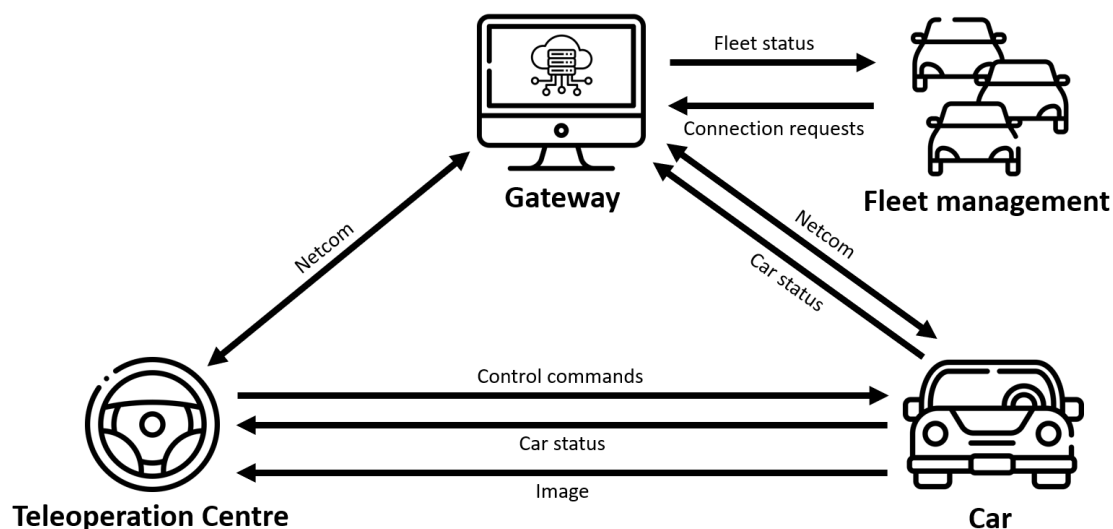 Fleet status
Connection requests
Gateway
Fleet management
Netcom
Netcom
Car status
Control commands
Car status
Image
Teleoperation Centre
Car